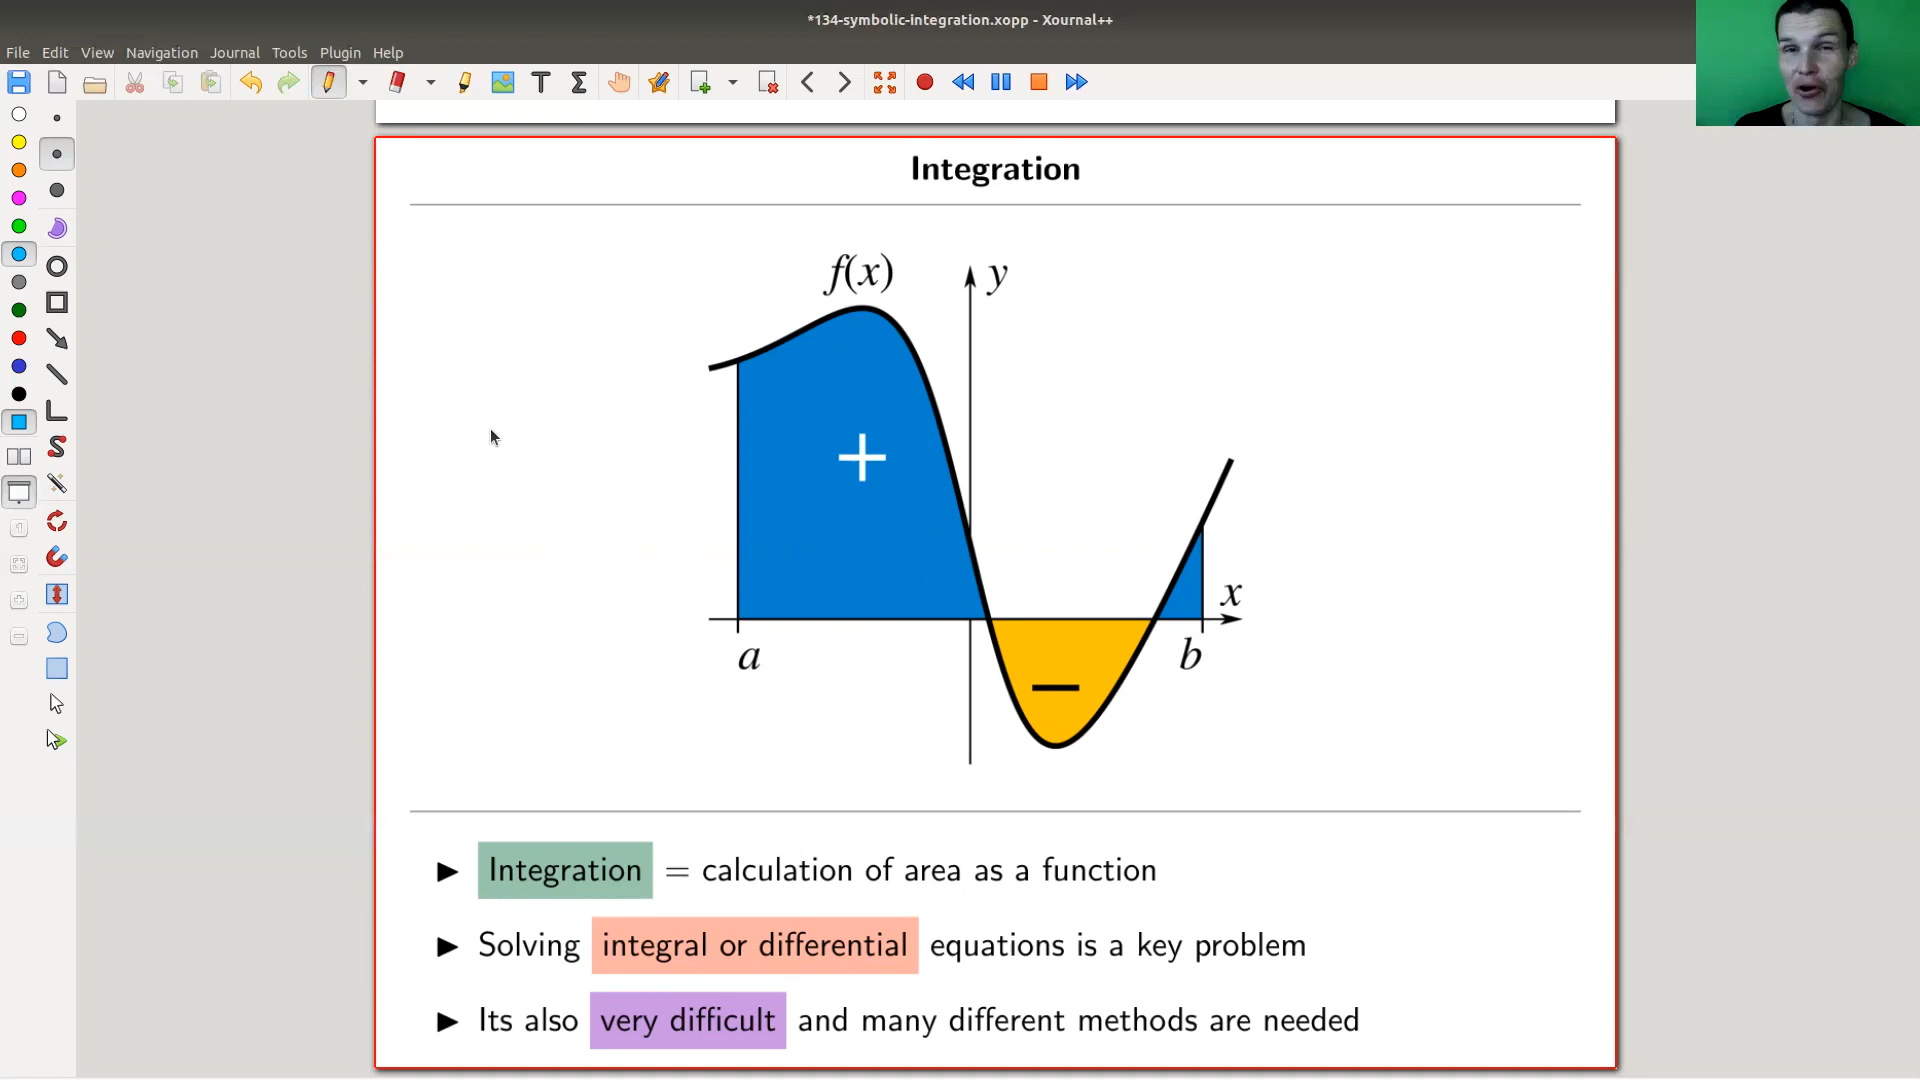 *134-symbolic-integration.xopp - Xournal++
File Edit View Navigation Journal Tools Plugin Help
Integration
f(x)
y
+
x
a
b
−
Integration = calculation of area as a function
Solving integral or differential equations is a key problem
Its also very difficult and many different methods are needed